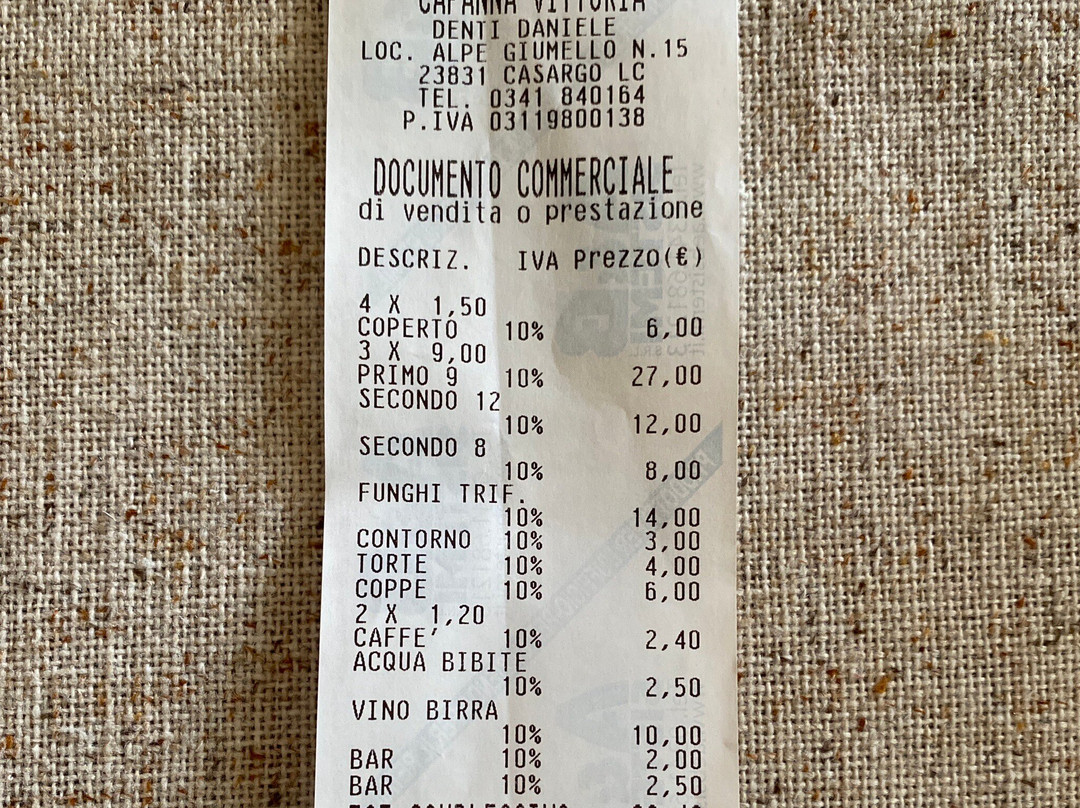 CAPANNA VITTORIA
DENTI DANIELE
LOC. ALPE GIUMELLO N.15
23831 CASARGO LC
TEL. 0341 840164
P.IVA 03119800138
DOCUMENTO COMMERCIALE
di vendita o prestazione
DESCRIZ. IVA Prezzo(€)
4 X 1,50
COPERTO 10% 6,00
3 X 9,00
PRIMO 9 10% 27,00
SECONDO 12
10% 12,00
SECONDO 8
10% 8,00
FUNGHI TRIF.
10% 14,00
CONTORNO 10% 3,00
TORTE 10% 4,00
COPPE 10% 6,00
2 X 1,20
CAFFE' 10% 2,40
ACQUA BIBITE
10% 2,50
VINO BIRRA
10% 10,00
BAR 10% 2,00
BAR 10% 2,50